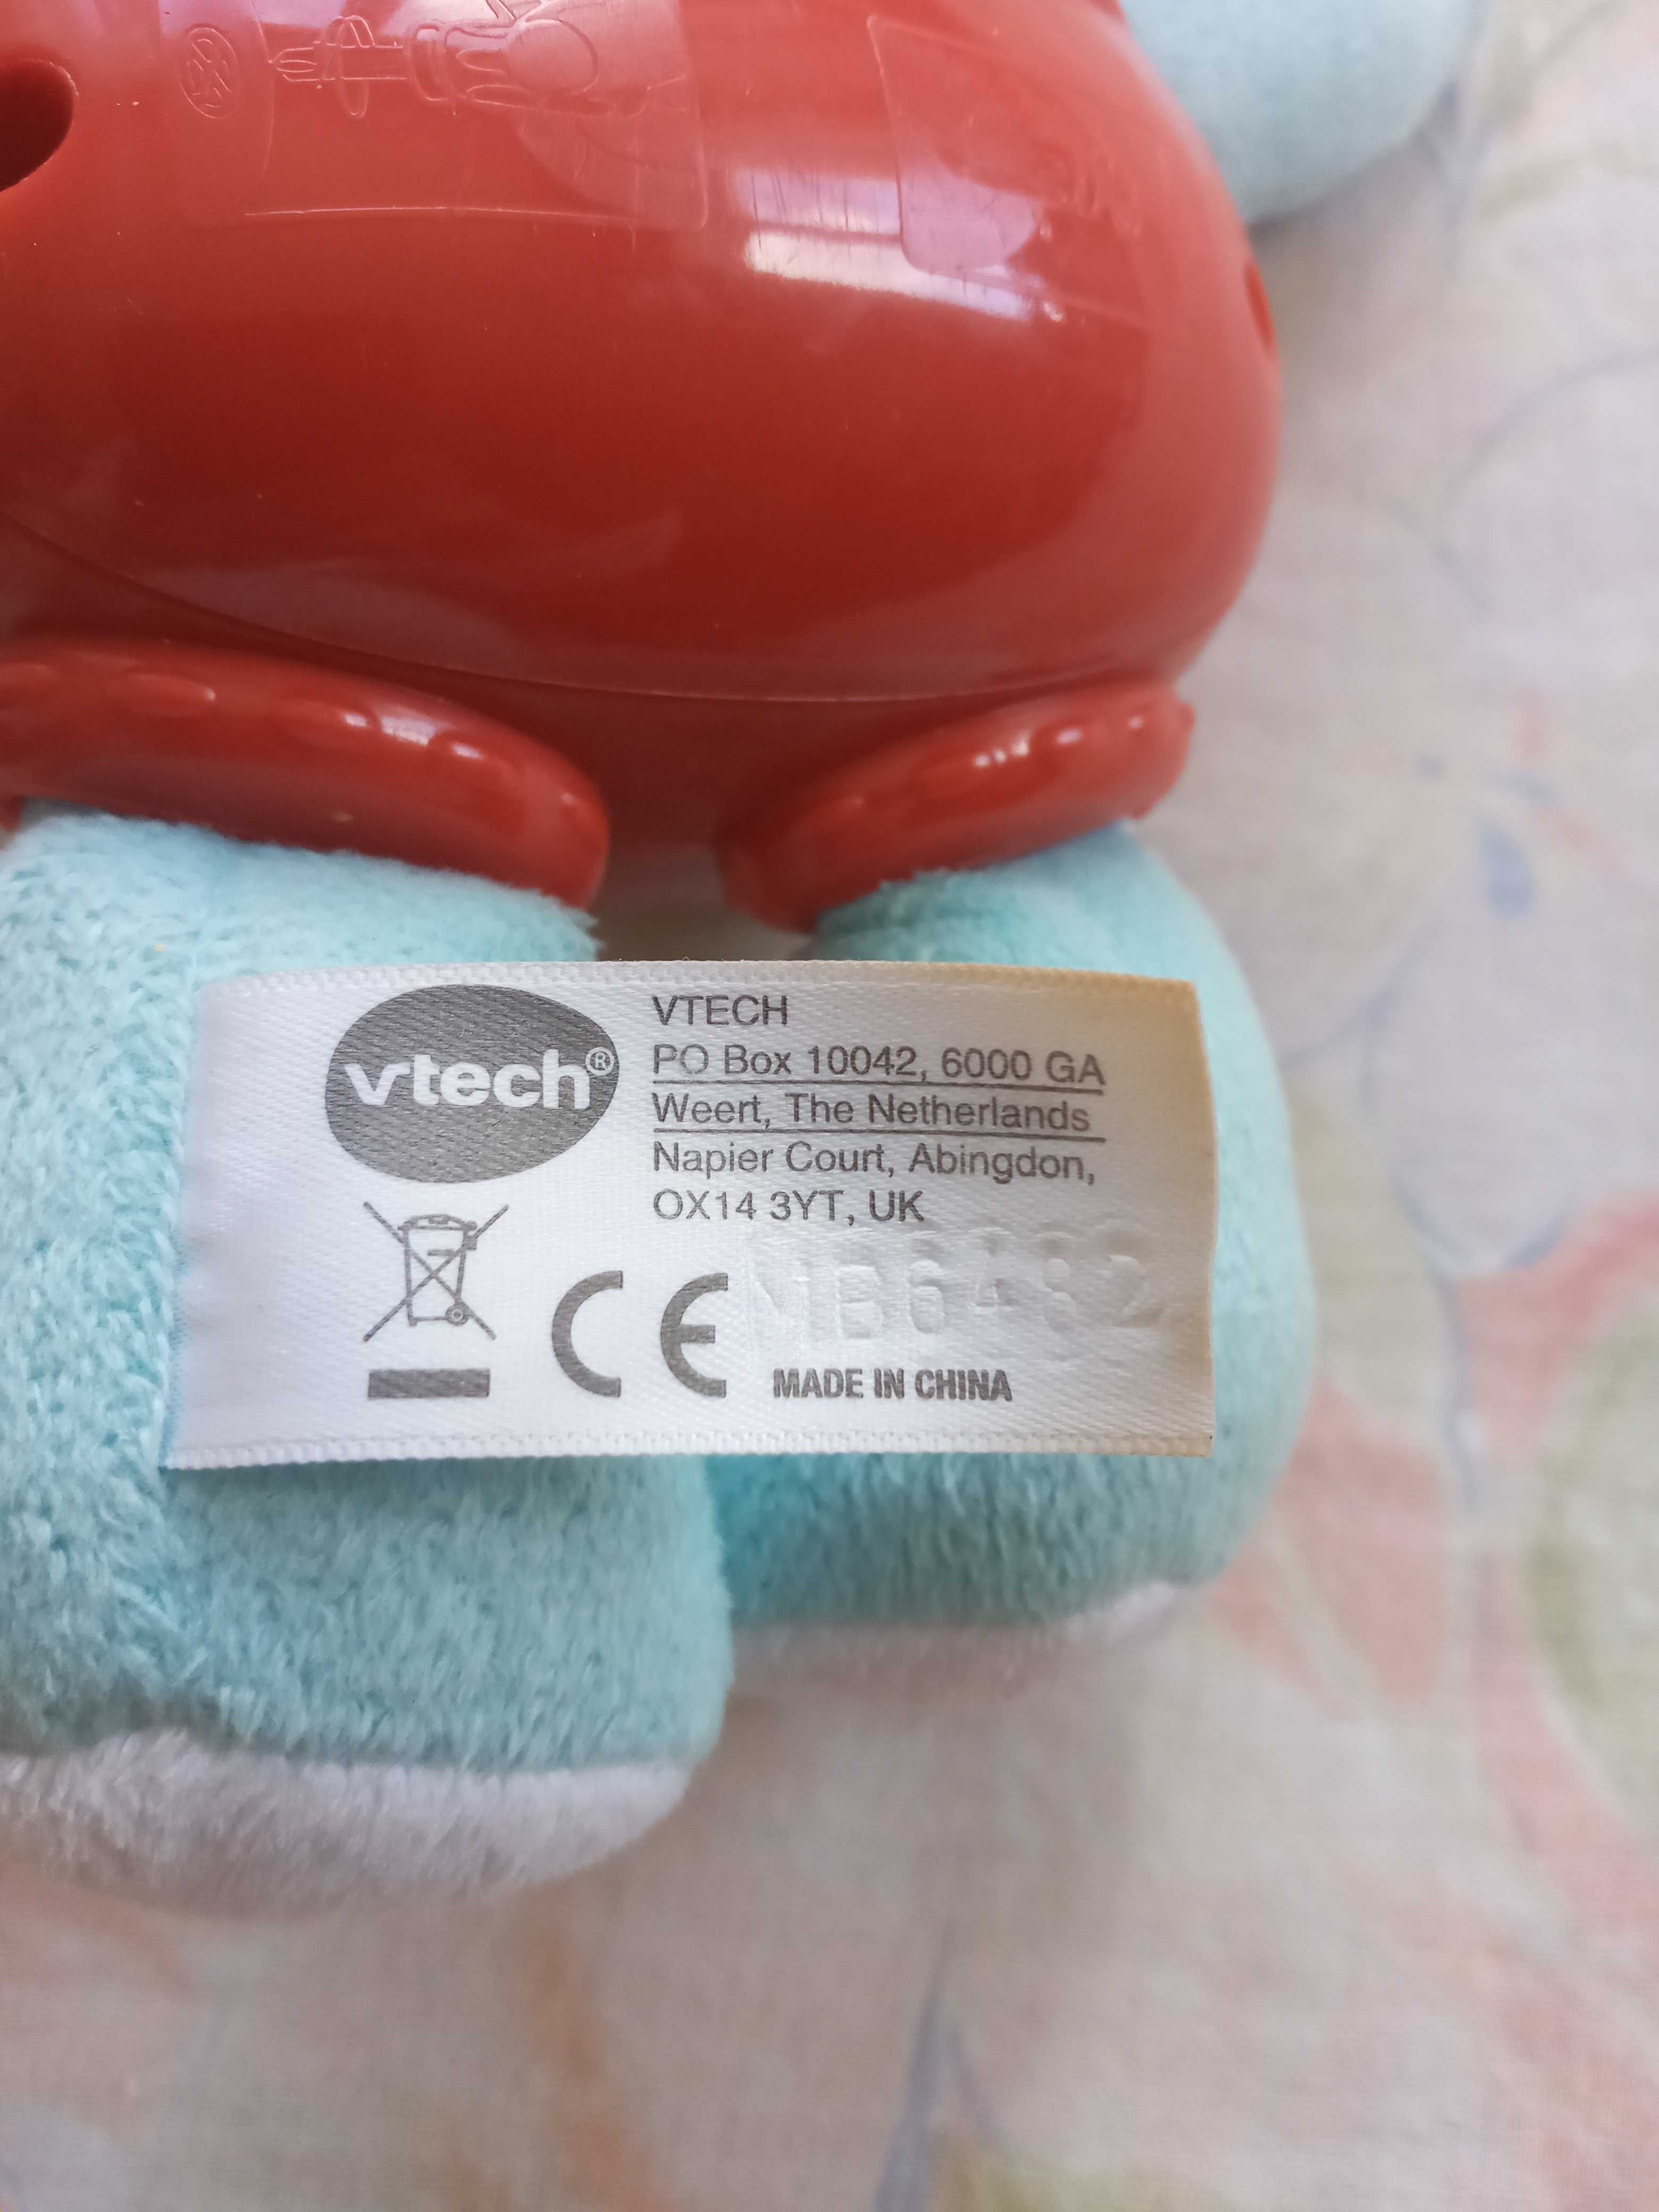 vtech®
VTECH
PO Box 10042, 6000 GA
Weert, The Netherlands
Napier Court, Abingdon,
OX14 3YT, UK
CE
MADE IN CHINA